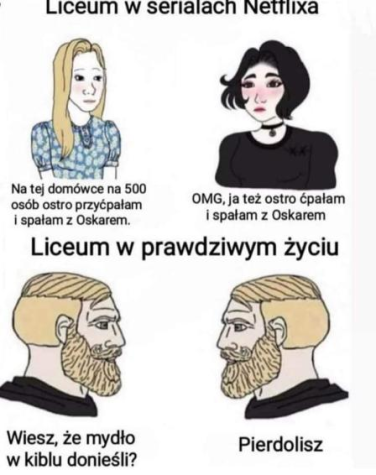 Liceum w serialach Netflixa
Na tej domówce na 500
osób ostro przyćpałam
i spałam z Oskarem.
OMG, ja też ostro ćpałam
i spałam z Oskarem
Liceum w prawdziwym życiu
Wiesz, że mydło
w kiblu donieśli?
Pierdolisz